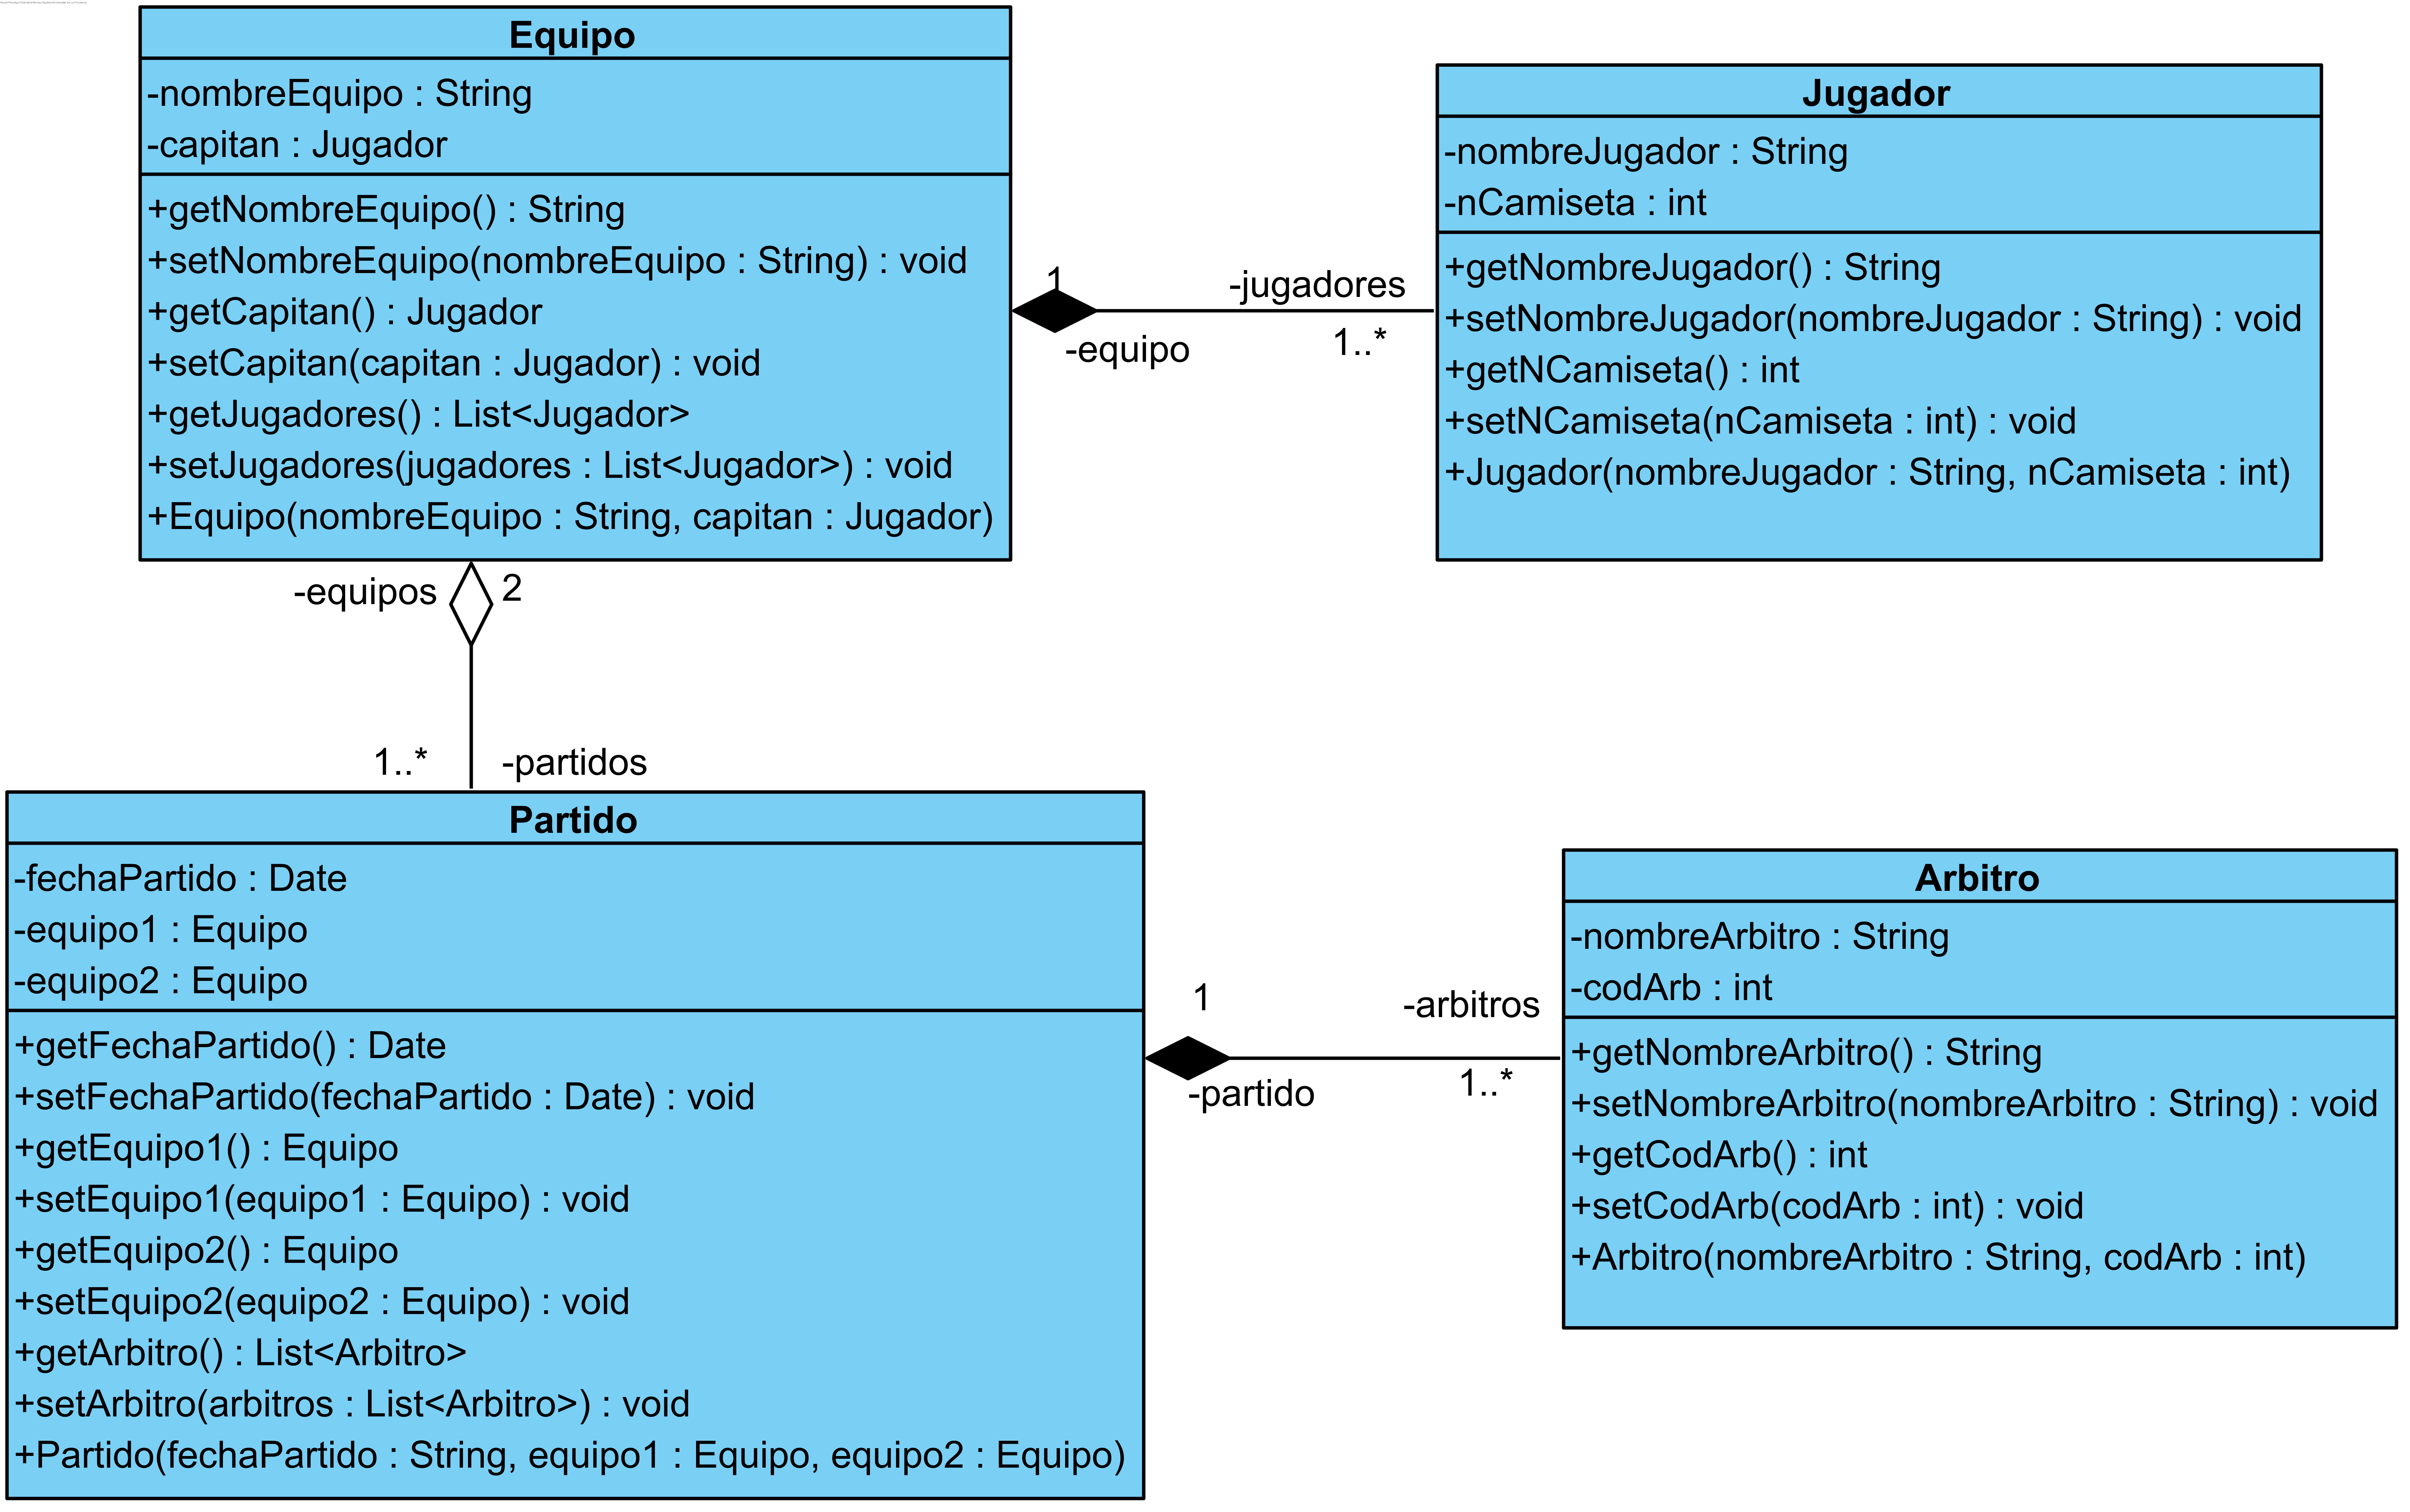 Equipo
-nombreEquipo : String
-capitan : Jugador
+getNombreEquipo() : String
+setNombreEquipo(nombreEquipo : String) : void
+getCapitan() : Jugador
+setCapitan(capitan : Jugador) : void
+getJugadores() : List<Jugador>
+setJugadores(jugadores : List<Jugador>) : void
+Equipo(nombreEquipo : String, capitan : Jugador)
1
-jugadores
-equipo
1..*
Jugador
-nombreJugador : String
-nCamiseta : int
+getNombreJugador() : String
+setNombreJugador(nombreJugador : String) : void
+getNCamiseta() : int
+setNCamiseta(nCamiseta : int) : void
+Jugador(nombreJugador : String, nCamiseta : int)
-equipos
2
1..*
-partidos
Partido
-fechaPartido : Date
-equipo1 : Equipo
-equipo2 : Equipo
+getFechaPartido() : Date
+setFechaPartido(fechaPartido : Date) : void
+getEquipo1() : Equipo
+setEquipo1(equipo1 : Equipo) : void
+getEquipo2() : Equipo
+setEquipo2(equipo2 : Equipo) : void
+getArbitro() : List<Arbitro>
+setArbitro(arbitros : List<Arbitro>) : void
+Partido(fechaPartido : String, equipo1 : Equipo, equipo2 : Equipo)
1
-arbitros
-partido
1..*
Arbitro
-nombreArbitro : String
-codArb : int
+getNombreArbitro() : String
+setNombreArbitro(nombreArbitro : String) : void
+getCodArb() : int
+setCodArb(codArb : int) : void
+Arbitro(nombreArbitro : String, codArb : int)